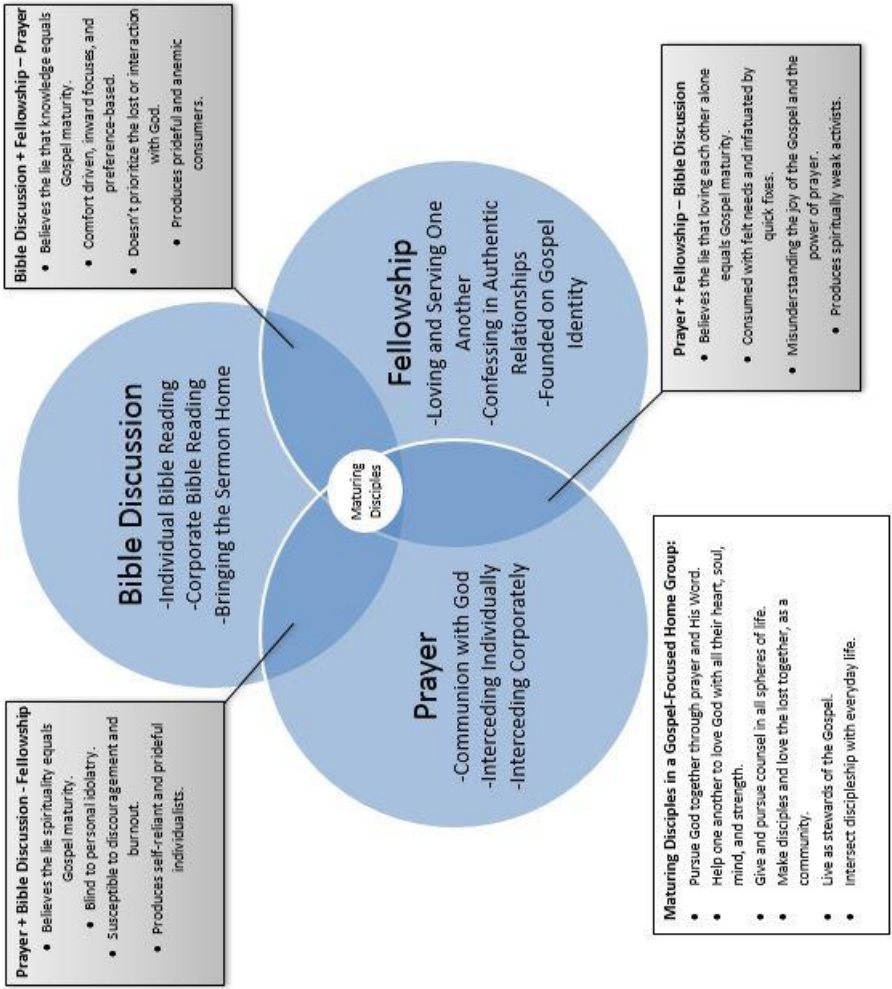 Prayer + Bible Discussion - Fellowship
• Believes the lie spirituality equals
Gospel maturity.
• Blind to personal idolatry.
• Susceptible to discouragement and
burnout.
• Produces self-reliant and prideful
individualists.
Bible Discussion
-Individual Bible Reading
-Corporate Bible Reading
-Bringing the Sermon Home
Bible Discussion + Fellowship – Prayer
• Believes the lie that knowledge equals
Gospel maturity.
• Comfort driven, inward focuses, and
preference-based.
• Doesn't prioritize the lost or interaction
with God.
• Produces prideful and anemic
consumers.
Prayer
-Communion with God
-Interceding Individually
-Interceding Corporately
Maturing
Disciples
Fellowship
-Loving and Serving One
Another
-Confessing in Authentic
Relationships
-Founded on Gospel
Identity
Maturing Disciples in a Gospel-Focused Home Group:
• Pursue God together through prayer and His Word.
• Help one another to love God with all their heart, soul,
mind, and strength.
• Give and pursue counsel in all spheres of life.
• Make disciples and love the lost together, as a
community.
• Live as stewards of the Gospel.
• Intersect discipleship with everyday life.
Prayer + Fellowship – Bible Discussion
• Believes the lie that loving each other alone
equals Gospel maturity.
• Consumed with felt needs and infatuated by
quick fixes.
• Misunderstanding the joy of the Gospel and the
power of prayer.
• Produces spiritually weak activists.